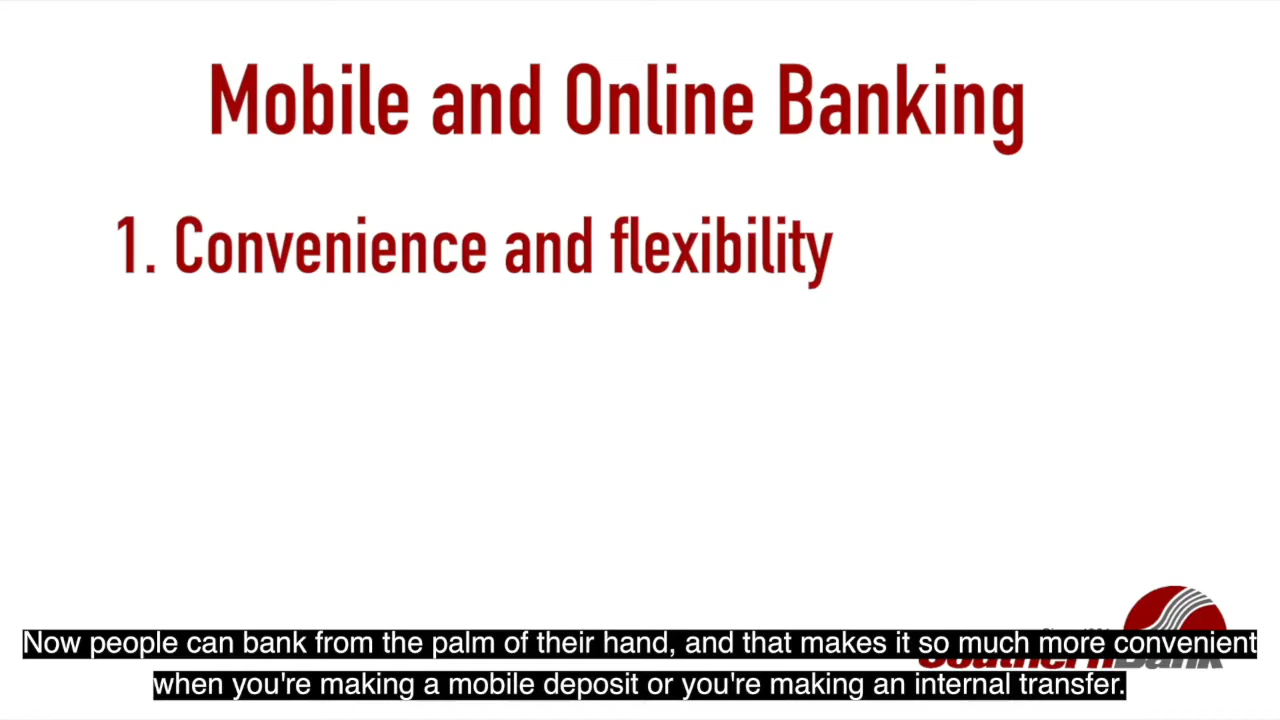 Mobile and Online Banking
1. Convenience and flexibility
Now people can bank from the palm of their hand, and that makes it so much more convenient
when you're making a mobile deposit or you're making an internal transfer.
SouthernBank